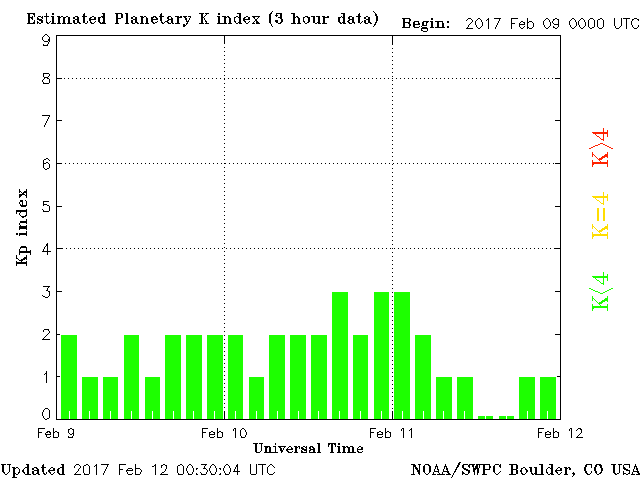 Estimated Planetary K index (3 hour data) Begin: 2017 Feb 09 0000 UTC
9
8
7
6
5
4
3
2
1
0
Kp index
K>4
K=4
K<4
Feb 9 Feb 10 Feb 11 Feb 12
Universal Time
Updated 2017 Feb 12 00:30:04 UTC NOAA/SWPC Boulder, CO USA